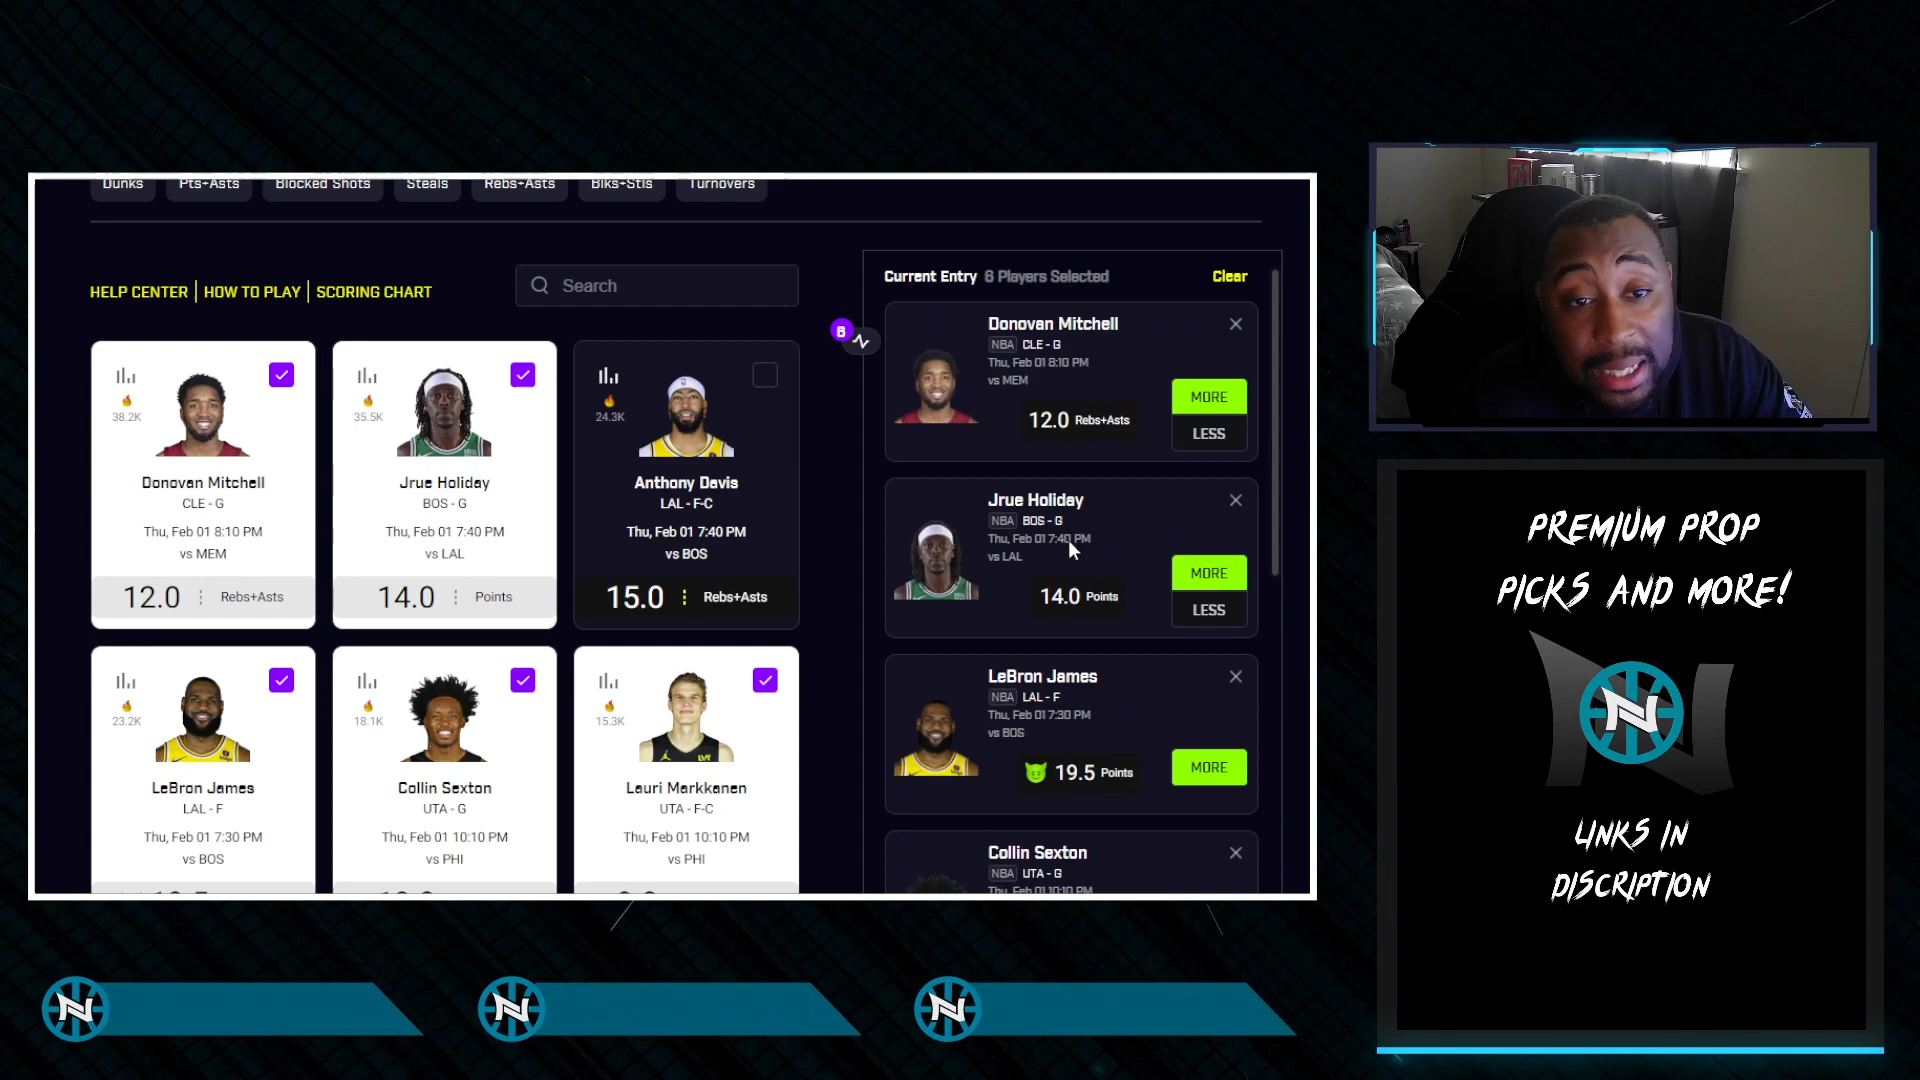 Dunks
Pts+Asts
Blocked Shots
Steals
Rebs+Asts
Blks+Stls
Turnovers
HELP CENTER | HOW TO PLAY | SCORING CHART
Search
38.2K
Donovan Mitchell
CLE - G
Thu, Feb 01 8:10 PM
vs MEM
12.0 Rebs+Asts
35.5K
Jrue Holiday
BOS - G
Thu, Feb 01 7:40 PM
vs LAL
14.0 Points
24.3K
Anthony Davis
LAL - F-C
Thu, Feb 01 7:40 PM
vs BOS
15.0 Rebs+Asts
23.2K
LeBron James
LAL - F
Thu, Feb 01 7:30 PM
vs BOS
18.1K
Collin Sexton
UTA - G
Thu, Feb 01 10:10 PM
vs PHI
15.3K
Lauri Markkanen
UTA - F-C
Thu, Feb 01 10:10 PM
vs PHI
6
Current Entry 6 Players Selected
Clear
Donovan Mitchell
NBA CLE - G
Thu, Feb 01 8:10 PM
vs MEM
12.0 Rebs+Asts
MORE
LESS
Jrue Holiday
NBA BOS - G
Thu, Feb 01 7:40 PM
vs LAL
14.0 Points
MORE
LESS
LeBron James
NBA LAL - F
Thu, Feb 01 7:30 PM
vs BOS
19.5 Points
MORE
Collin Sexton
NBA UTA - G
Thu, Feb 01 10:10 PM
PREMIUM PROP
PICKS AND MORE!
N
LINKS IN
DISCRIPTION
N
N
N